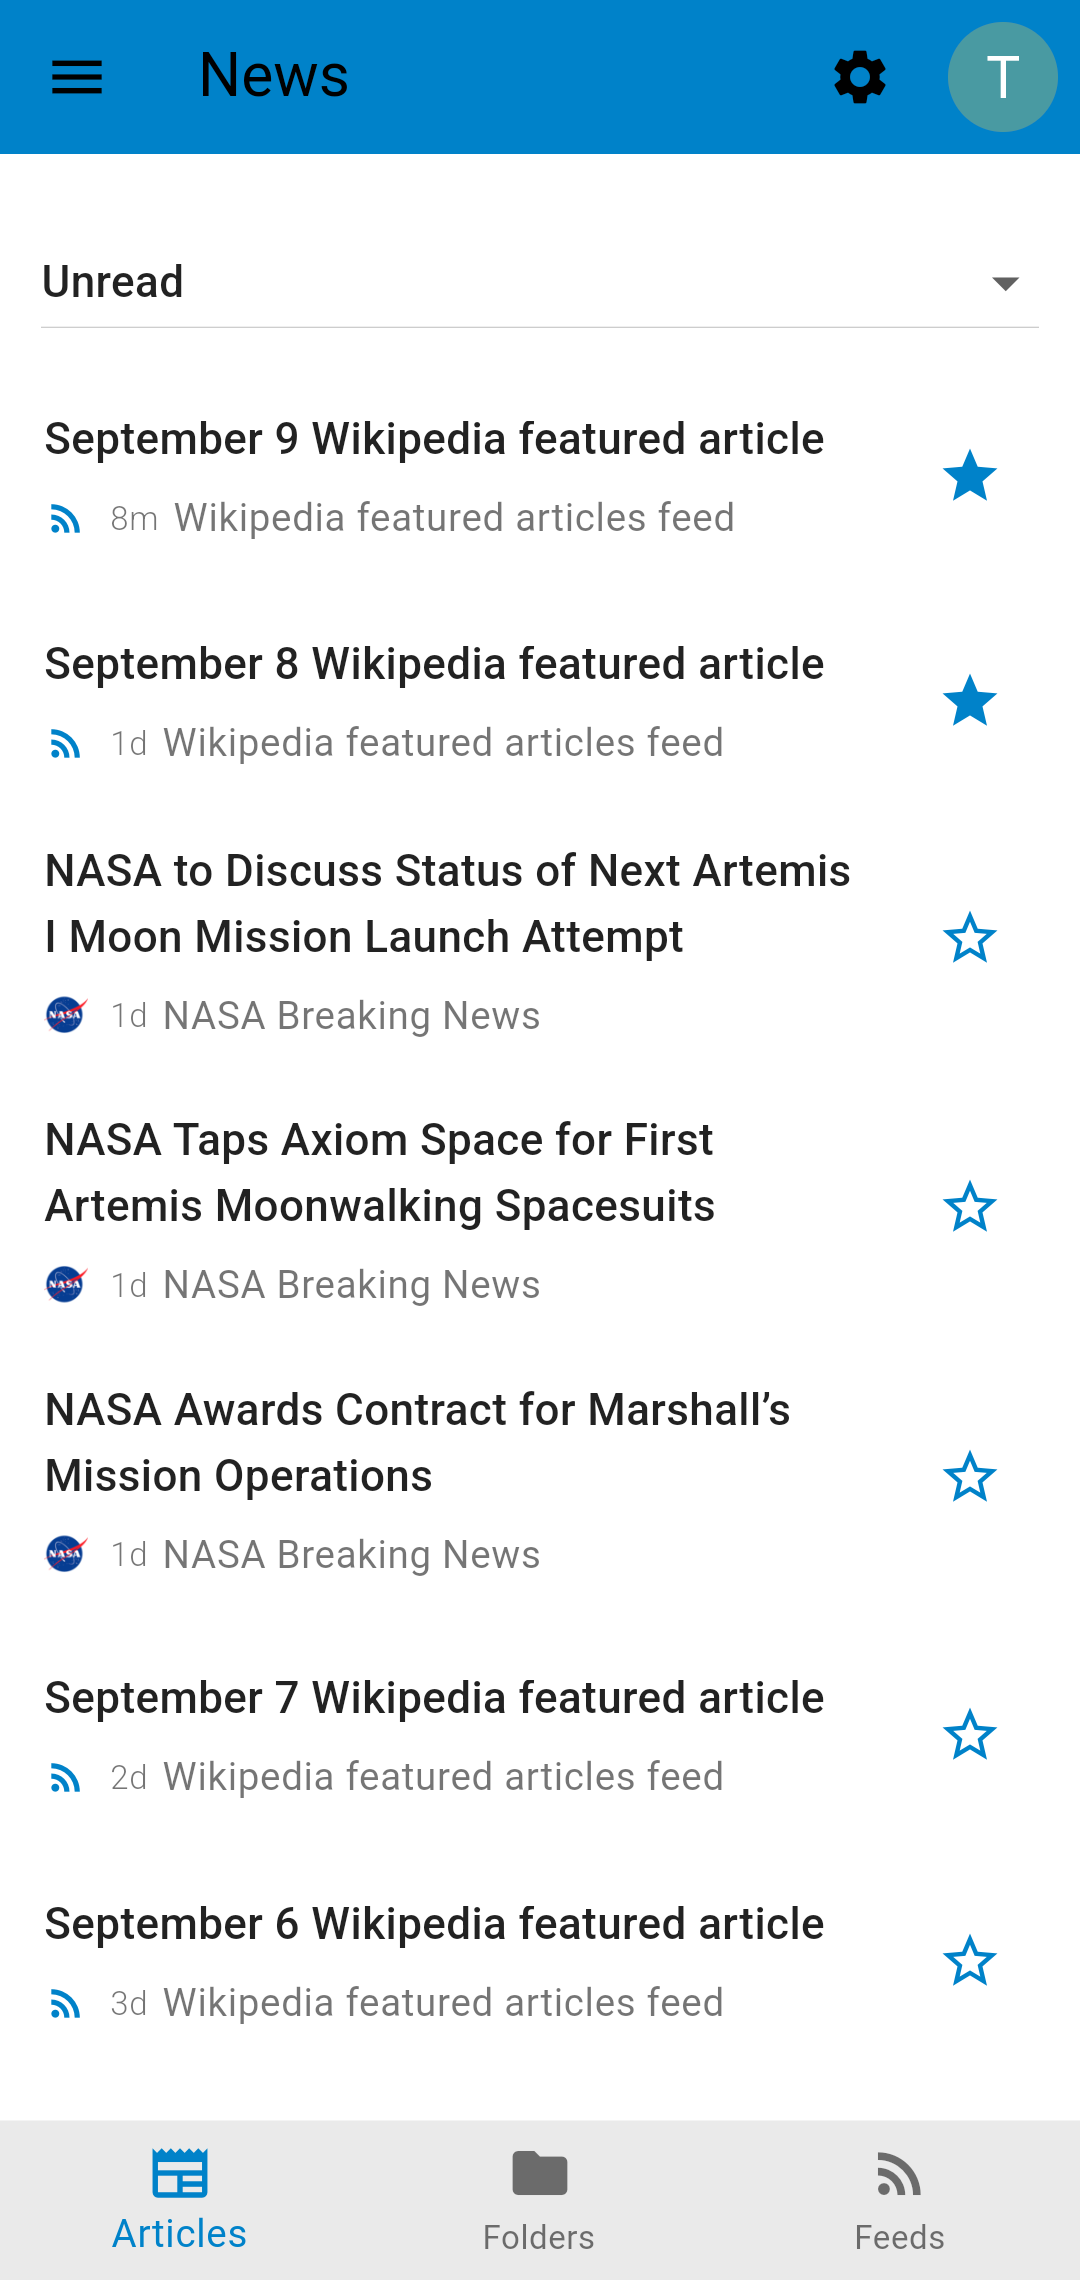 News
T
Unread
September 9 Wikipedia featured article
8m Wikipedia featured articles feed
September 8 Wikipedia featured article
1d Wikipedia featured articles feed
NASA to Discuss Status of Next Artemis
I Moon Mission Launch Attempt
NASA 1d NASA Breaking News
NASA Taps Axiom Space for First
Artemis Moonwalking Spacesuits
NASA 1d NASA Breaking News
NASA Awards Contract for Marshall’s
Mission Operations
NASA 1d NASA Breaking News
September 7 Wikipedia featured article
2d Wikipedia featured articles feed
September 6 Wikipedia featured article
3d Wikipedia featured articles feed
Articles
Folders
Feeds